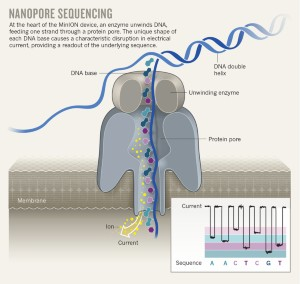 NANOPORE SEQUENCING
At the heart of the MinION device, an enzyme unwinds DNA,
feeding one strand through a protein pore. The unique shape of
each DNA base causes a characteristic disruption in electrical
current, providing a readout of the underlying sequence.
DNA double
helix
DNA base
Unwinding enzyme
Protein pore
Membrane
Ion
Current
Current
Sequence A A C T C G T